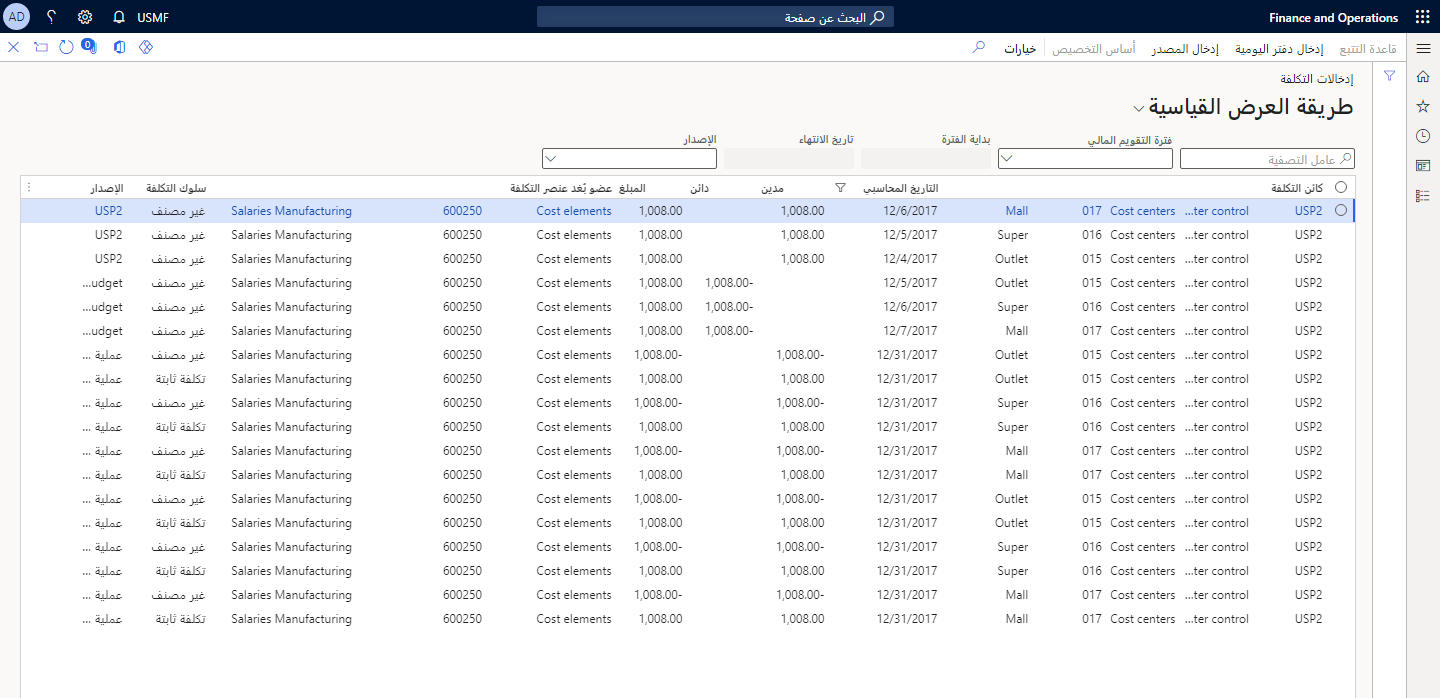 Finance and Operations
البحث عن صفحة
USMF
AD
قاعدة التتبع إدخال دفتر اليومية إدخال المصدر أساس التخصيص خيارات
0
إدخالات التكلفة
طريقة العرض القياسية
فترة التقويم المالي بداية الفترة تاريخ الانتهاء الإصدار
عامل التصفية
كائن التكلفة التاريخ المحاسبي مدين دائن المبلغ عضو بُعد عنصر التكلفة سلوك التكلفة الإصدار
USP2 ...ter control Cost centers 017 Mall 12/6/2017 1,008.00 1,008.00 Cost elements 600250 Salaries Manufacturing غير مصنف USP2
USP2 ...ter control Cost centers 016 Super 12/5/2017 1,008.00 1,008.00 Cost elements 600250 Salaries Manufacturing غير مصنف USP2
USP2 ...ter control Cost centers 015 Outlet 12/4/2017 1,008.00 1,008.00 Cost elements 600250 Salaries Manufacturing غير مصنف USP2
USP2 ...ter control Cost centers 015 Outlet 12/5/2017 1,008.00- 1,008.00 Cost elements 600250 Salaries Manufacturing غير مصنف ...udget
USP2 ...ter control Cost centers 016 Super 12/6/2017 1,008.00- 1,008.00 Cost elements 600250 Salaries Manufacturing غير مصنف ...udget
USP2 ...ter control Cost centers 017 Mall 12/7/2017 1,008.00- 1,008.00 Cost elements 600250 Salaries Manufacturing غير مصنف ...udget
USP2 ...ter control Cost centers 015 Outlet 12/31/2017 1,008.00- 1,008.00- Cost elements 600250 Salaries Manufacturing غير مصنف عملية ...
USP2 ...ter control Cost centers 015 Outlet 12/31/2017 1,008.00 1,008.00 Cost elements 600250 Salaries Manufacturing تكلفة ثابتة عملية ...
USP2 ...ter control Cost centers 016 Super 12/31/2017 1,008.00- 1,008.00- Cost elements 600250 Salaries Manufacturing غير مصنف عملية ...
USP2 ...ter control Cost centers 016 Super 12/31/2017 1,008.00 1,008.00 Cost elements 600250 Salaries Manufacturing تكلفة ثابتة عملية ...
USP2 ...ter control Cost centers 017 Mall 12/31/2017 1,008.00- 1,008.00- Cost elements 600250 Salaries Manufacturing غير مصنف عملية ...
USP2 ...ter control Cost centers 017 Mall 12/31/2017 1,008.00 1,008.00 Cost elements 600250 Salaries Manufacturing تكلفة ثابتة عملية ...
USP2 ...ter control Cost centers 015 Outlet 12/31/2017 1,008.00- 1,008.00- Cost elements 600250 Salaries Manufacturing غير مصنف عملية ...
USP2 ...ter control Cost centers 015 Outlet 12/31/2017 1,008.00 1,008.00 Cost elements 600250 Salaries Manufacturing تكلفة ثابتة عملية ...
USP2 ...ter control Cost centers 016 Super 12/31/2017 1,008.00- 1,008.00- Cost elements 600250 Salaries Manufacturing غير مصنف عملية ...
USP2 ...ter control Cost centers 016 Super 12/31/2017 1,008.00 1,008.00 Cost elements 600250 Salaries Manufacturing تكلفة ثابتة عملية ...
USP2 ...ter control Cost centers 017 Mall 12/31/2017 1,008.00- 1,008.00- Cost elements 600250 Salaries Manufacturing غير مصنف عملية ...
USP2 ...ter control Cost centers 017 Mall 12/31/2017 1,008.00 1,008.00 Cost elements 600250 Salaries Manufacturing تكلفة ثابتة عملية ...